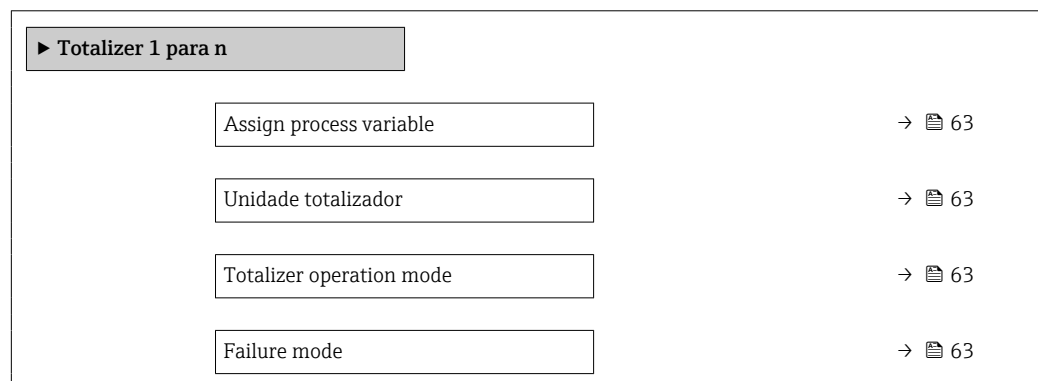 ▶ Totalizer 1 para n
Assign process variable → 63
Unidade totalizador → 63
Totalizer operation mode → 63
Failure mode → 63